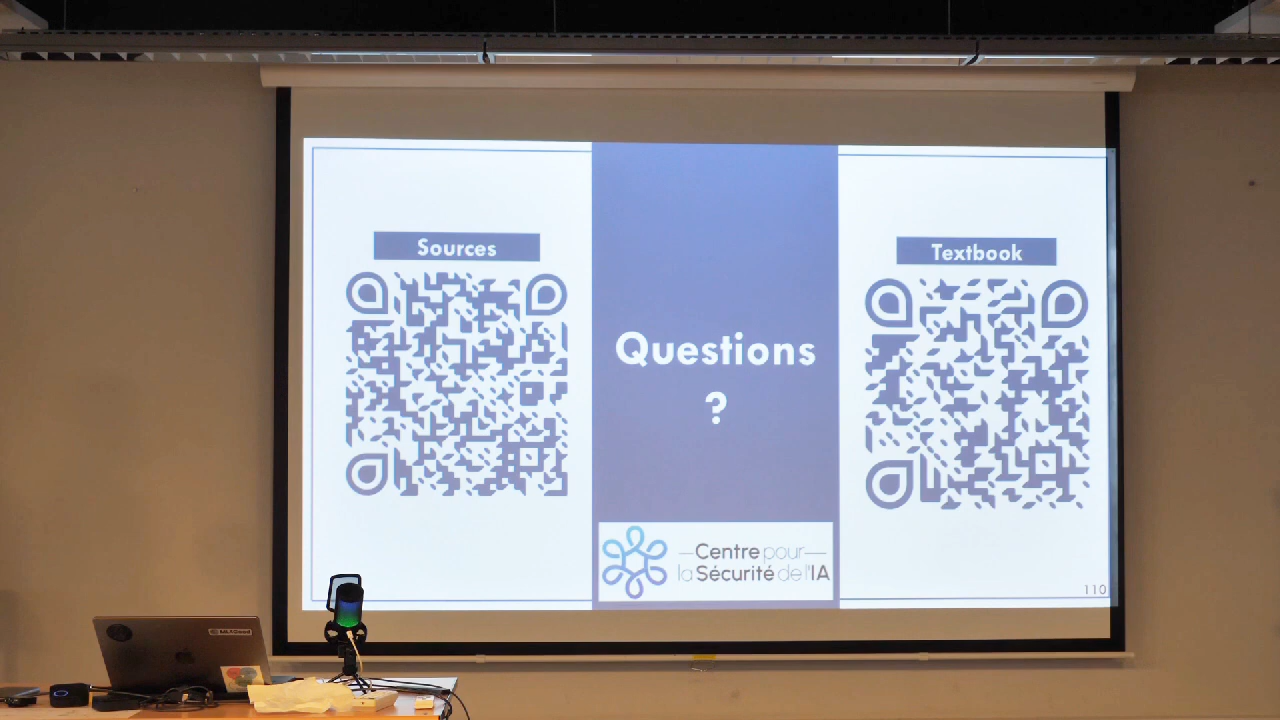 Sources
Textbook
Questions
?
Centre pour
la Sécurité de l'IA
110